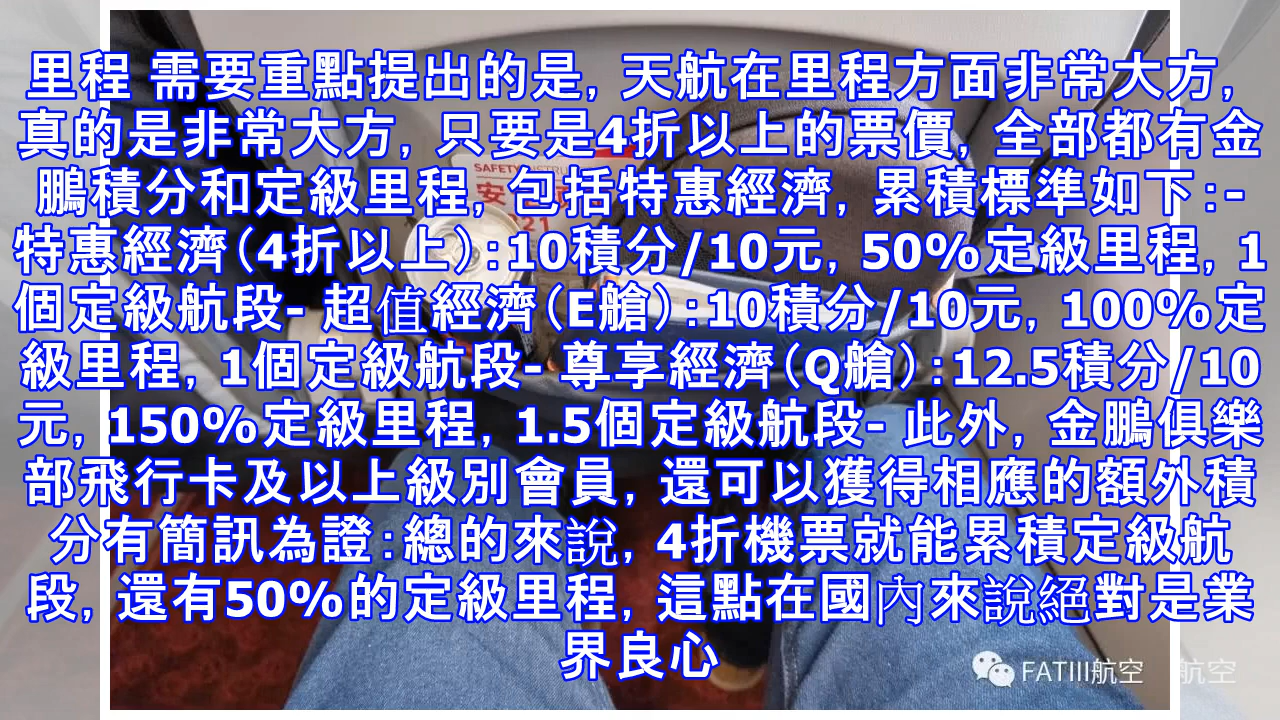 里程 需要重點提出的是, 天航在里程方面非常大方,
真的是非常大方, 只要是4折以上的票價, 全部都有金
鵬積分和定級里程, 包括特惠經濟, 累積標準如下:-
特惠經濟(4折以上):10積分/10元, 50%定級里程, 1
個定級航段- 超值經濟(E艙):10積分/10元, 100%定
級里程, 1個定級航段- 尊享經濟(Q艙):12.5積分/10
元, 150%定級里程, 1.5個定級航段- 此外, 金鵬俱樂
部飛行卡及以上級別會員, 還可以獲得相應的額外積
分有簡訊為證:總的來說, 4折機票就能累積定級航
段, 還有50%的定級里程, 這點在國內來說絕對是業
界良心
SAFETY
安
FATIII航空
航空